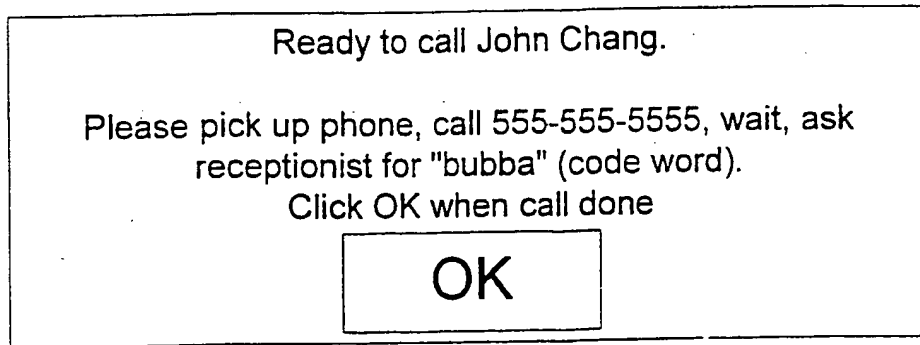 Ready to call John Chang.
Please pick up phone, call 555-555-5555, wait, ask
receptionist for "bubba" (code word).
Click OK when call done
OK